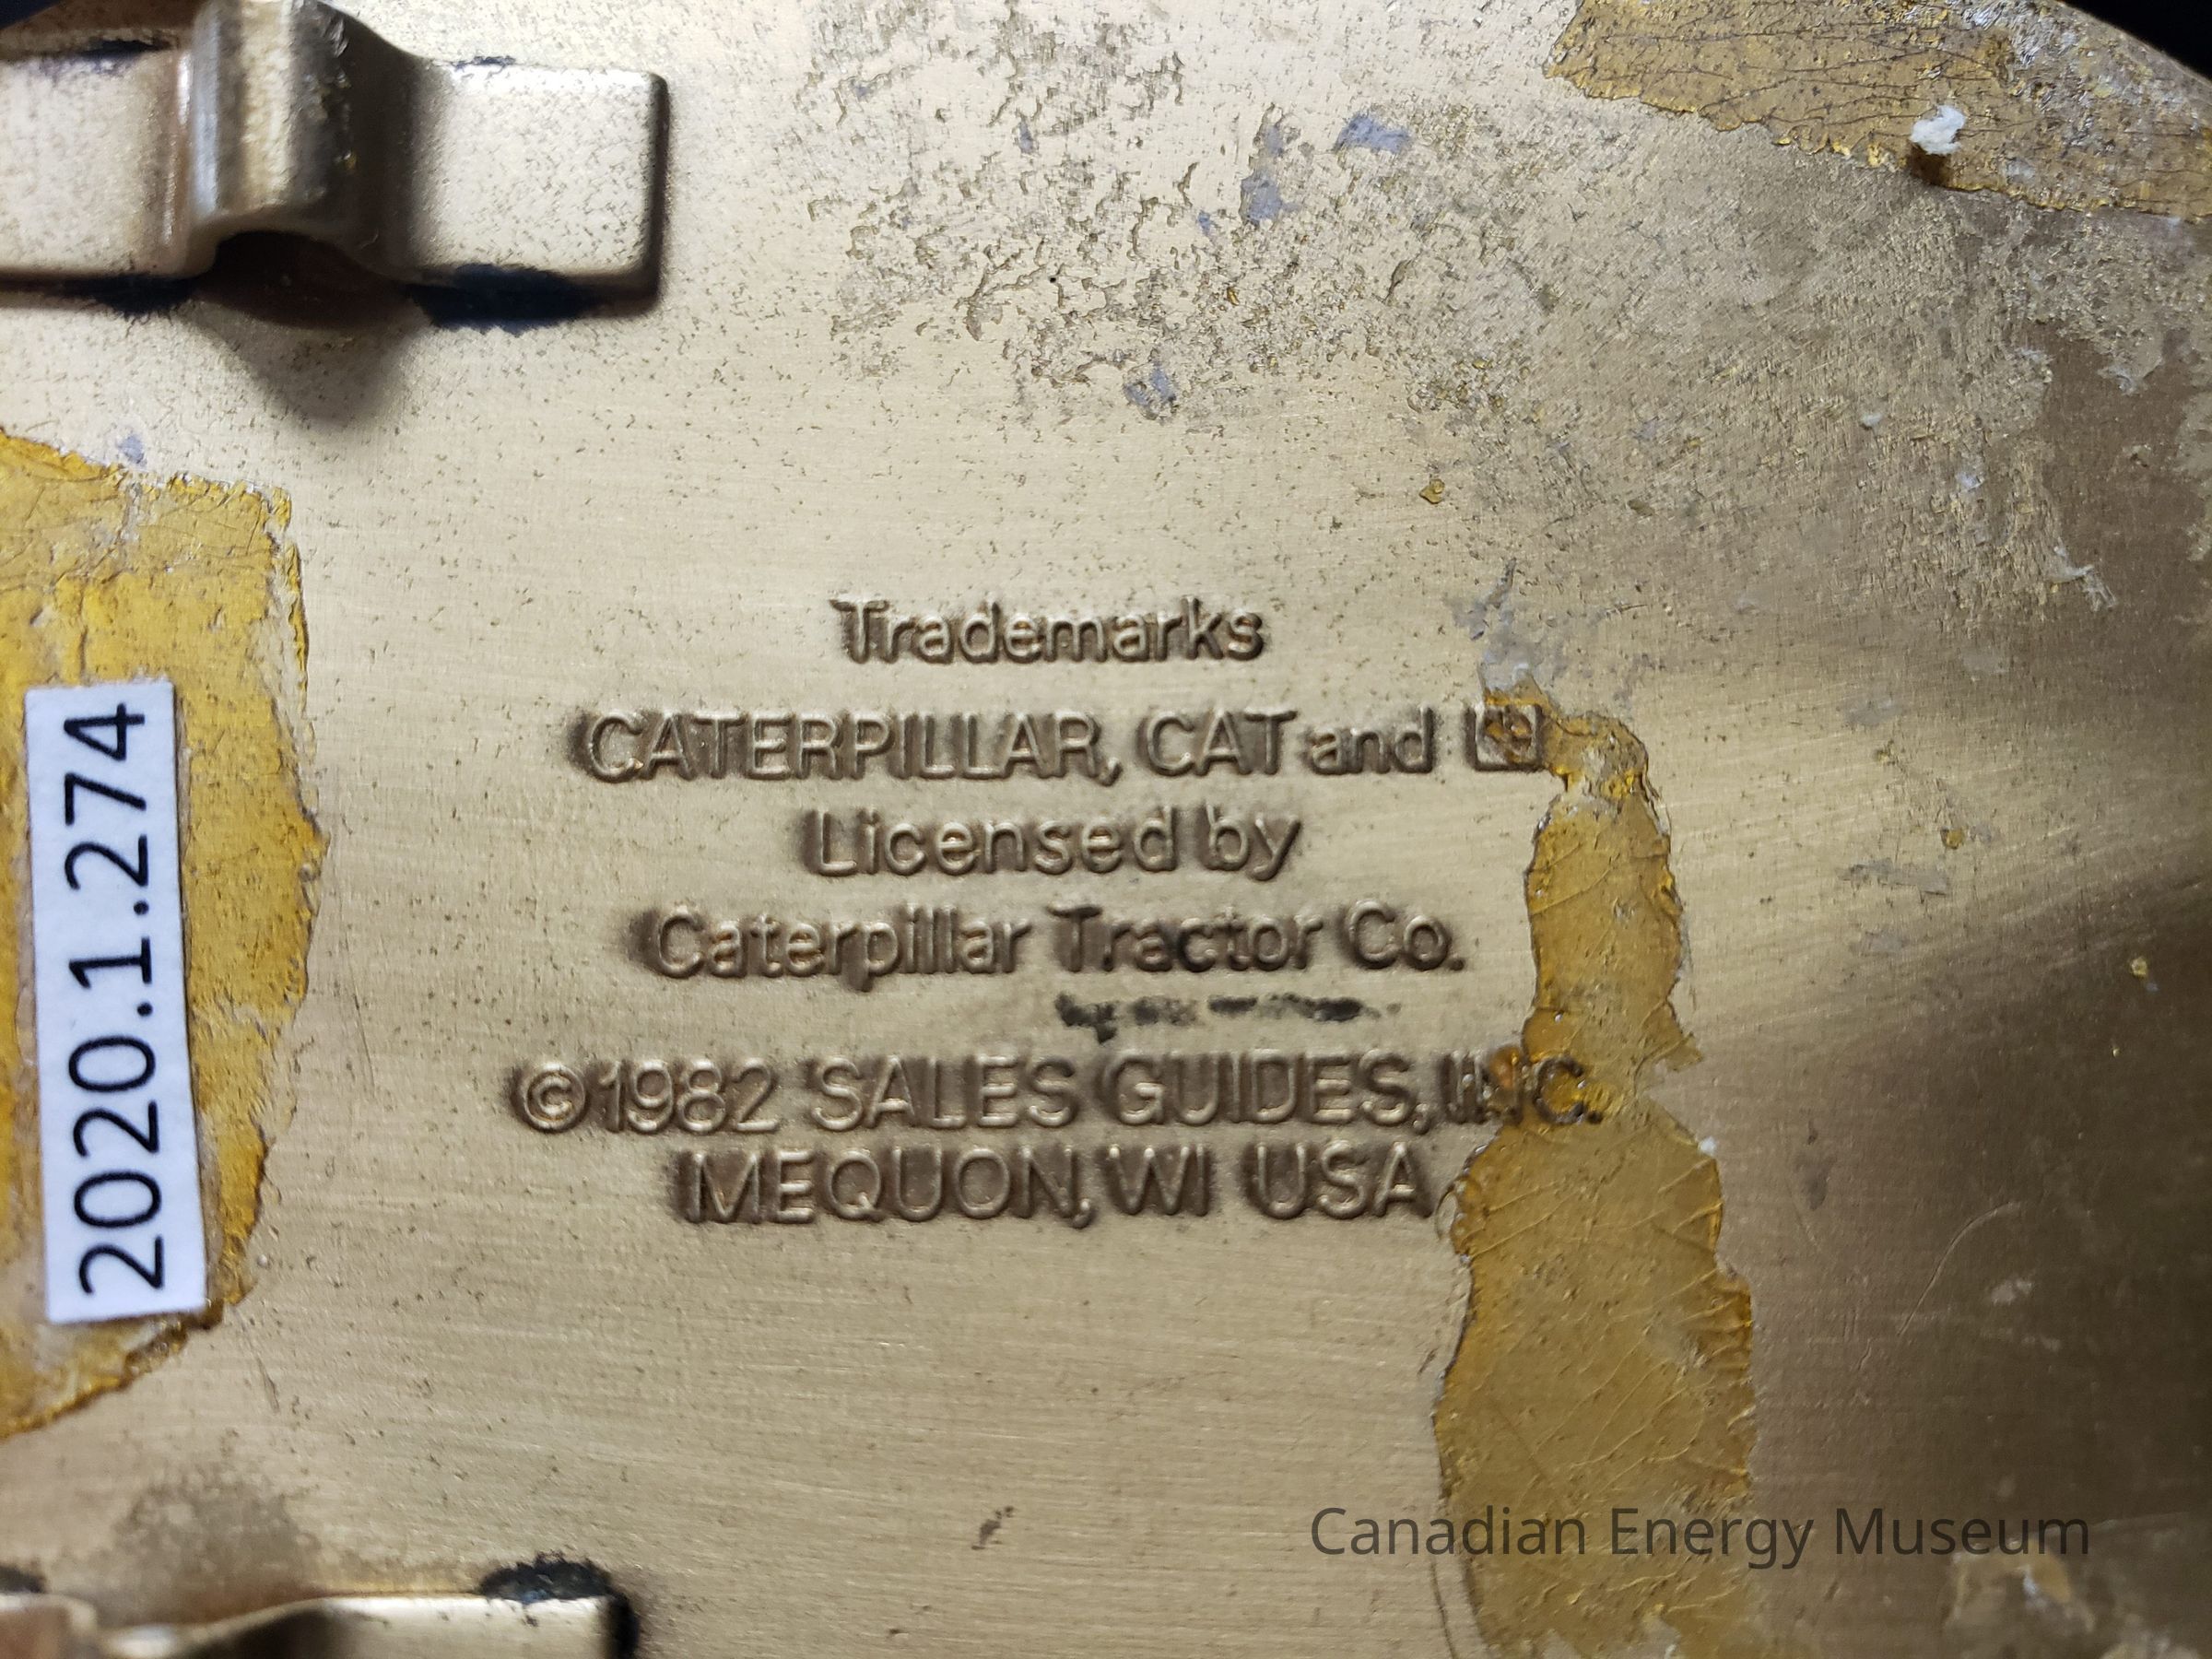 Trademarks
CATERPILLAR, CAT and
Licensed by
Caterpillar Tractor Co.
©1982 SALES GUIDES, INC.
MEQUON, WI USA
2020.1.274
Canadian Energy Museum